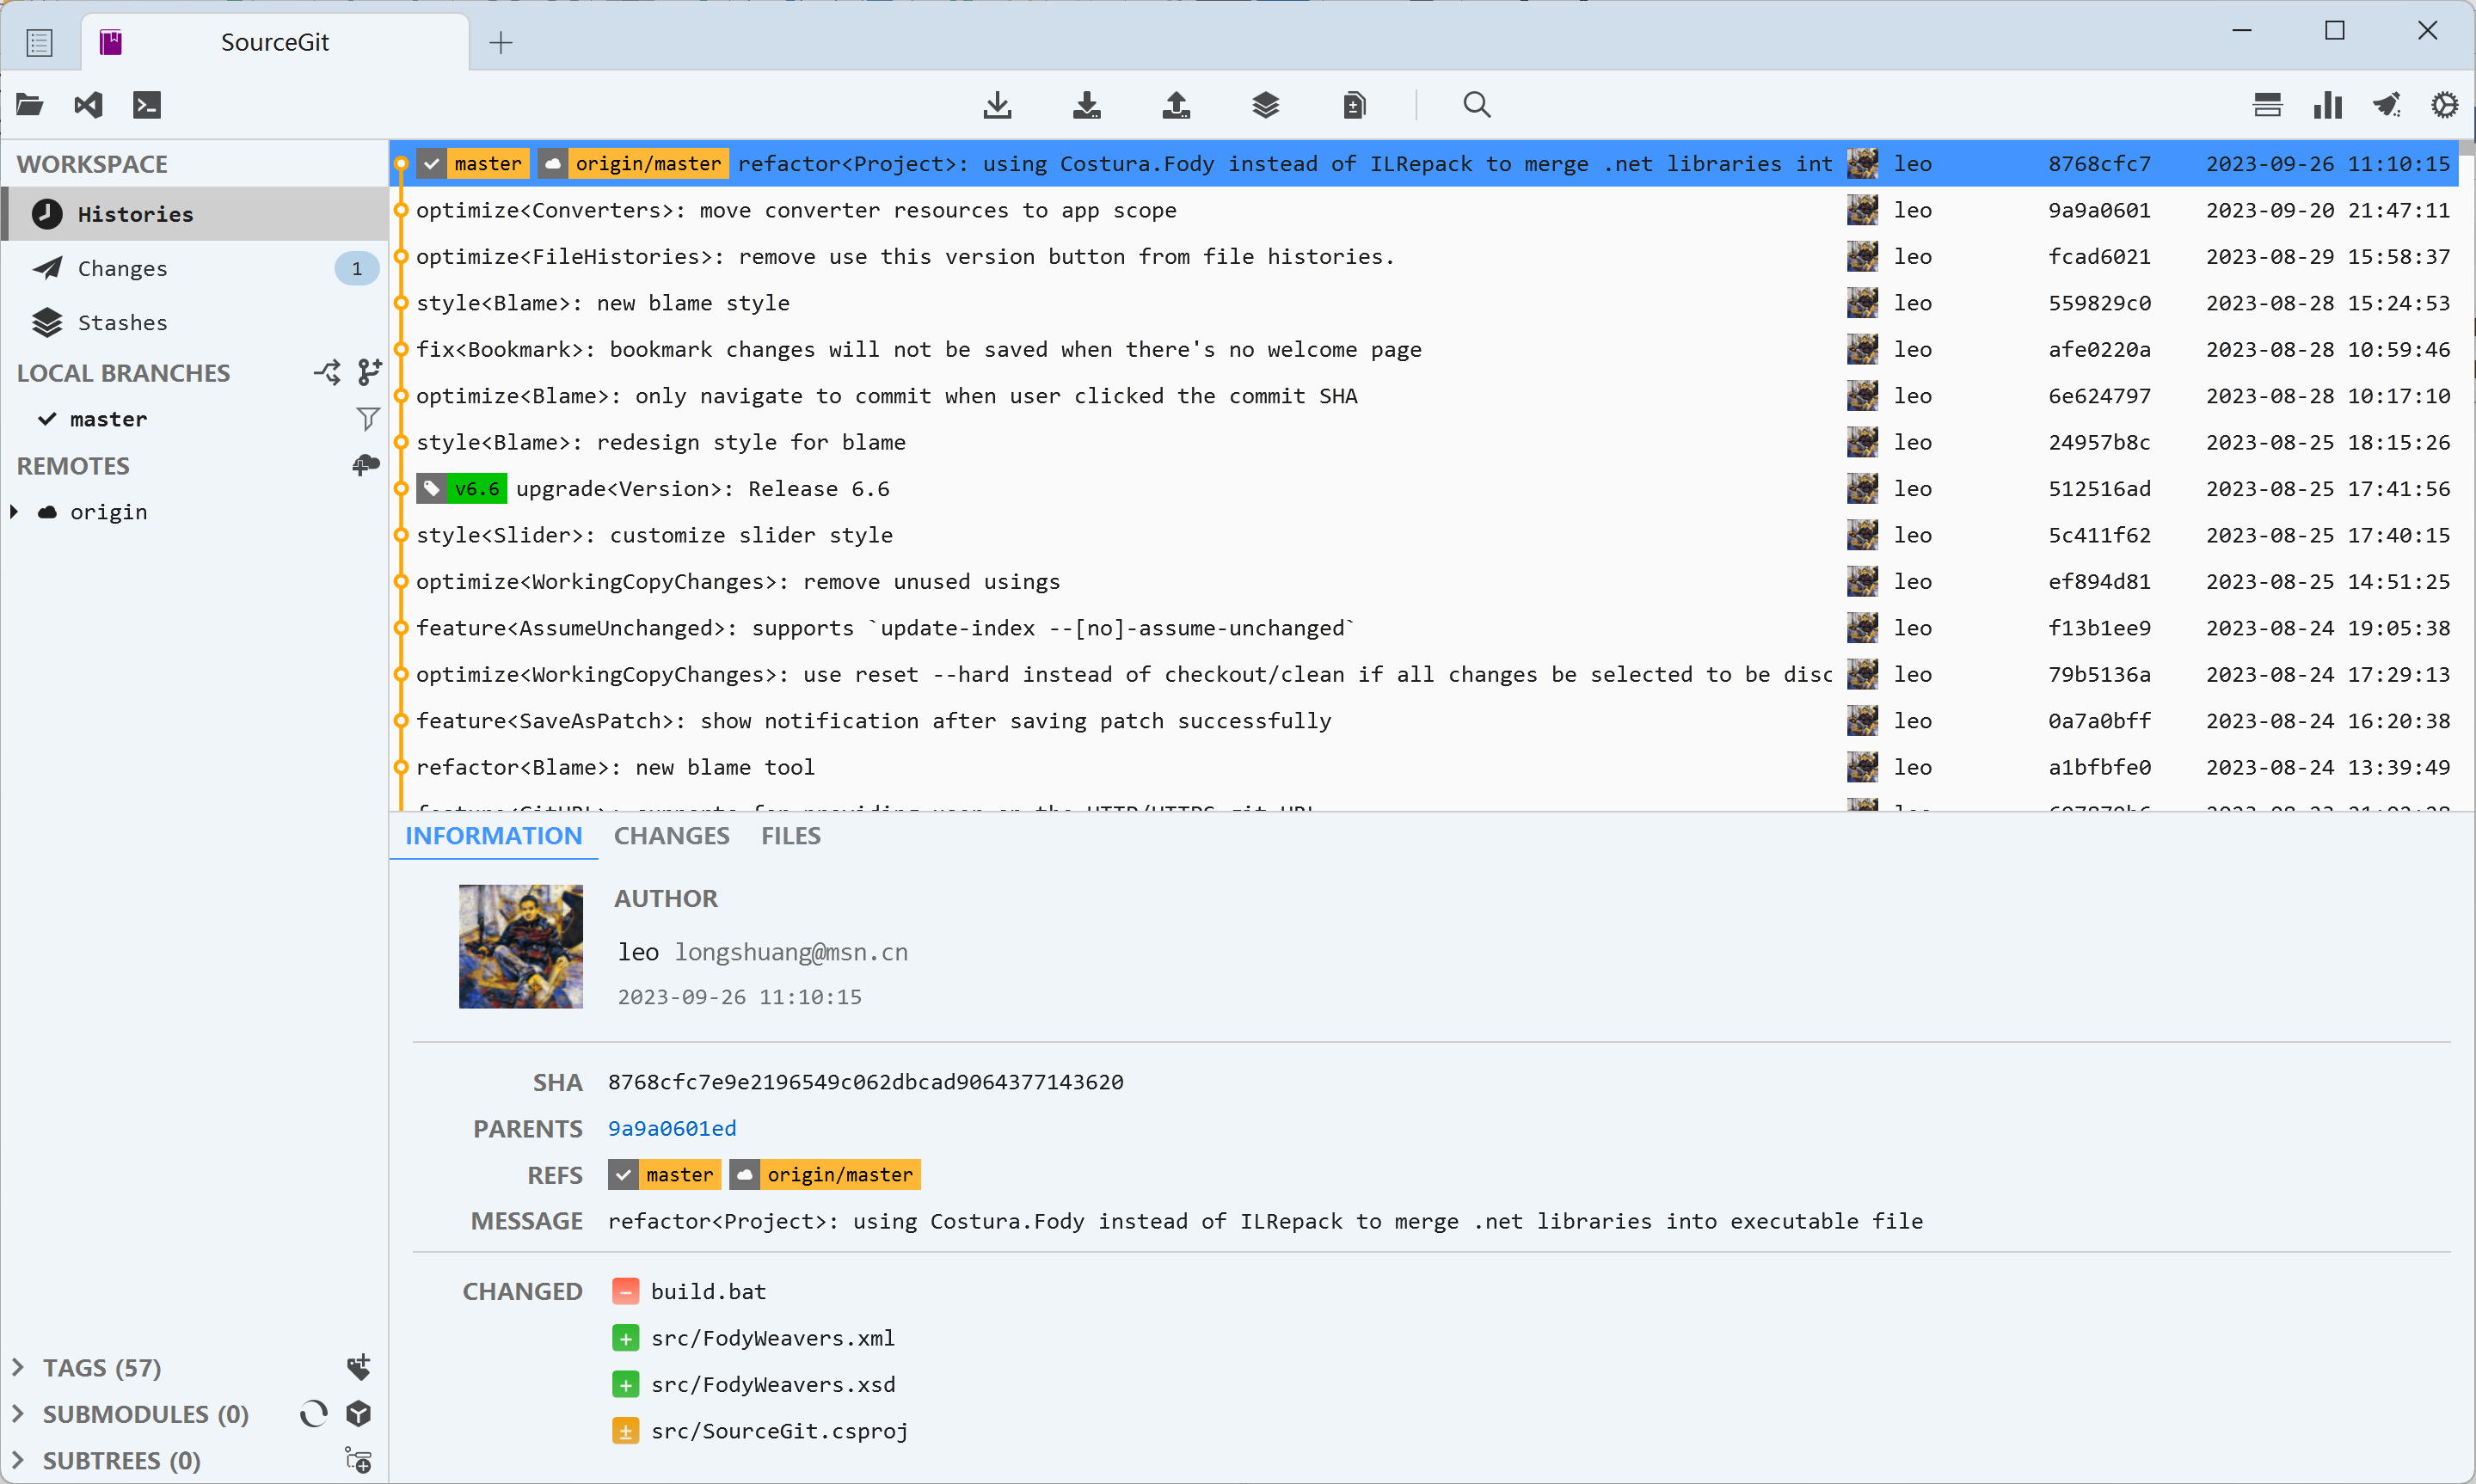 SourceGit
WORKSPACE
Histories
Changes 1
Stashes
LOCAL BRANCHES
master
REMOTES
origin
TAGS (57)
SUBMODULES (0)
SUBTREES (0)
master origin/master refactor<Project>: using Costura.Fody instead of ILRepack to merge .net libraries int leo 8768cfc7 2023-09-26 11:10:15
optimize<Converters>: move converter resources to app scope leo 9a9a0601 2023-09-20 21:47:11
optimize<FileHistories>: remove use this version button from file histories. leo fcad6021 2023-08-29 15:58:37
style<Blame>: new blame style leo 559829c0 2023-08-28 15:24:53
fix<Bookmark>: bookmark changes will not be saved when there's no welcome page leo afe0220a 2023-08-28 10:59:46
optimize<Blame>: only navigate to commit when user clicked the commit SHA leo 6e624797 2023-08-28 10:17:10
style<Blame>: redesign style for blame leo 24957b8c 2023-08-25 18:15:26
v6.6 upgrade<Version>: Release 6.6 leo 512516ad 2023-08-25 17:41:56
style<Slider>: customize slider style leo 5c411f62 2023-08-25 17:40:15
optimize<WorkingCopyChanges>: remove unused usings leo ef894d81 2023-08-25 14:51:25
feature<AssumeUnchanged>: supports `update-index --[no]-assume-unchanged` leo f13b1ee9 2023-08-24 19:05:38
optimize<WorkingCopyChanges>: use reset --hard instead of checkout/clean if all changes be selected to be disc leo 79b5136a 2023-08-24 17:29:13
feature<SaveAsPatch>: show notification after saving patch successfully leo 0a7a0bff 2023-08-24 16:20:38
refactor<Blame>: new blame tool leo a1bfbfe0 2023-08-24 13:39:49
INFORMATION CHANGES FILES
AUTHOR
leo longshuang@msn.cn
2023-09-26 11:10:15
SHA 8768cfc7e9e2196549c062dbcad9064377143620
PARENTS 9a9a0601ed
REFS master origin/master
MESSAGE refactor<Project>: using Costura.Fody instead of ILRepack to merge .net libraries into executable file
CHANGED build.bat
src/FodyWeavers.xml
src/FodyWeavers.xsd
src/SourceGit.csproj